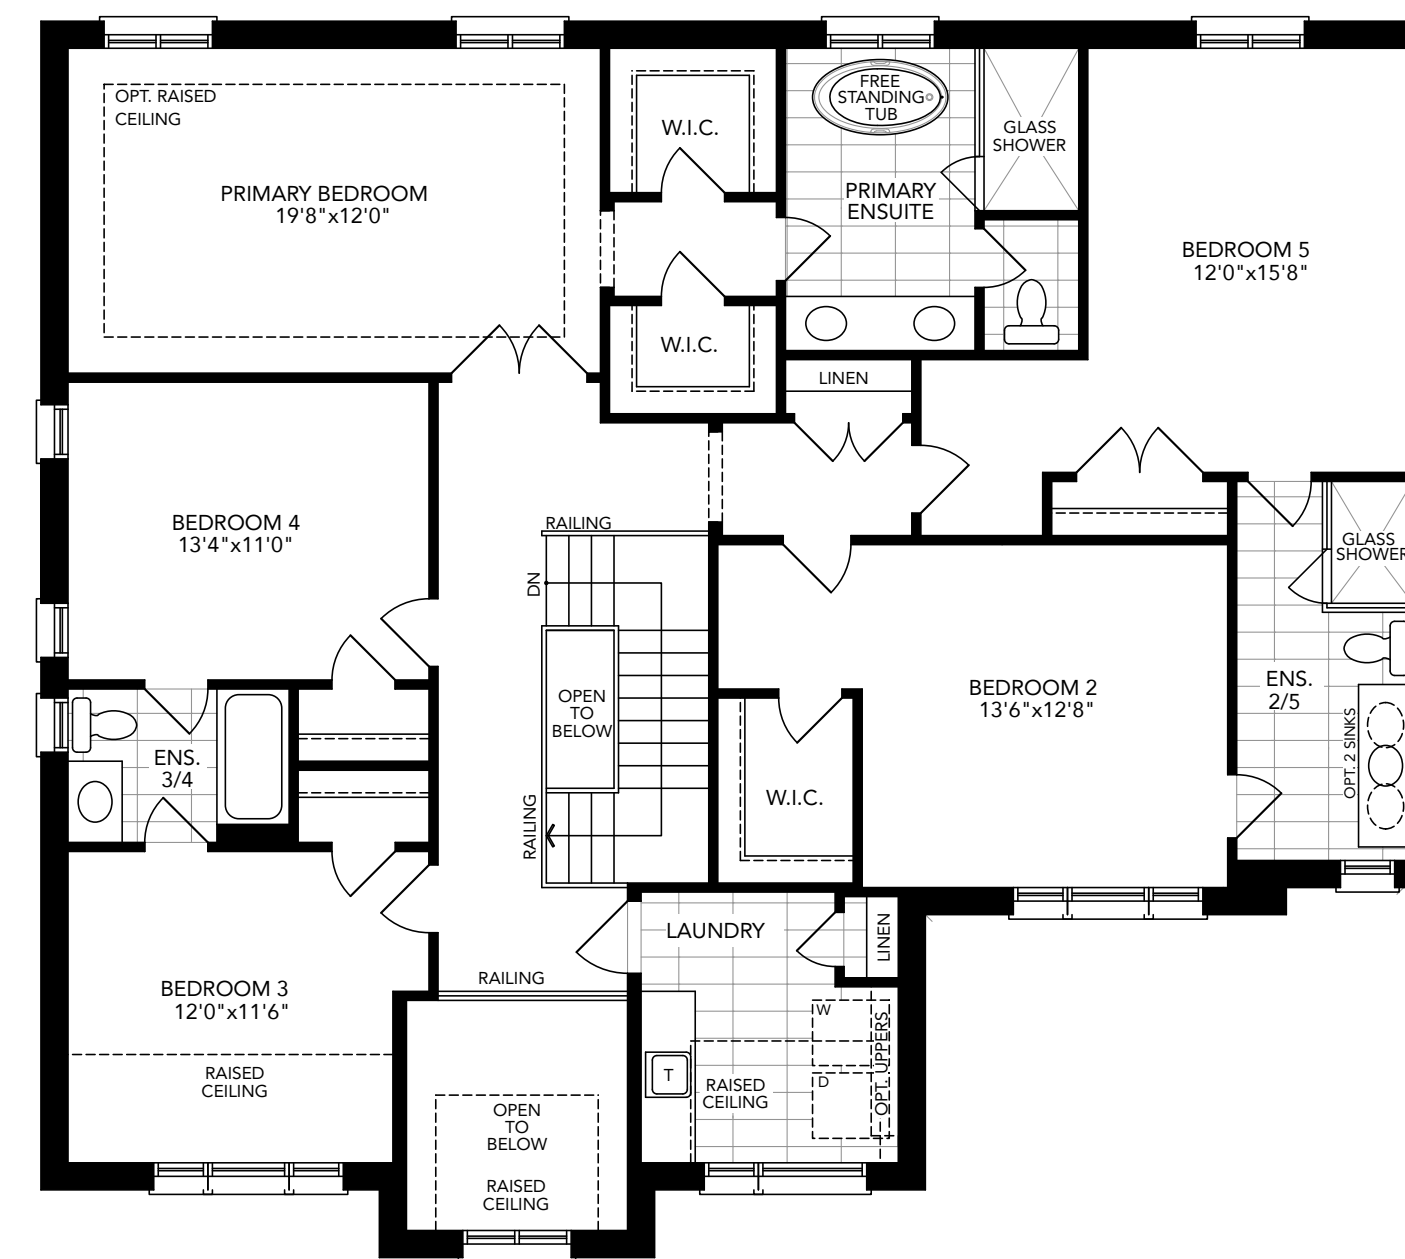 OPT. RAISED
CEILING
PRIMARY BEDROOM
19'8"x12'0"
W.I.C.
W.I.C.
FREE
STANDING
TUB
GLASS
SHOWER
PRIMARY
ENSUITE
BEDROOM 5
12'0"x15'8"
LINEN
BEDROOM 4
13'4"x11'0"
RAILING
DN
OPEN
TO
BELOW
RAILING
GLASS
SHOWER
ENS.
2/5
OPT. 2 SINKS
BEDROOM 2
13'6"x12'8"
W.I.C.
ENS.
3/4
LAUNDRY
LINEN
BEDROOM 3
12'0"x11'6"
RAISED
CEILING
RAILING
OPEN
TO
BELOW
RAISED
CEILING
T
RAISED
CEILING
W
D
OPT. UPPERS